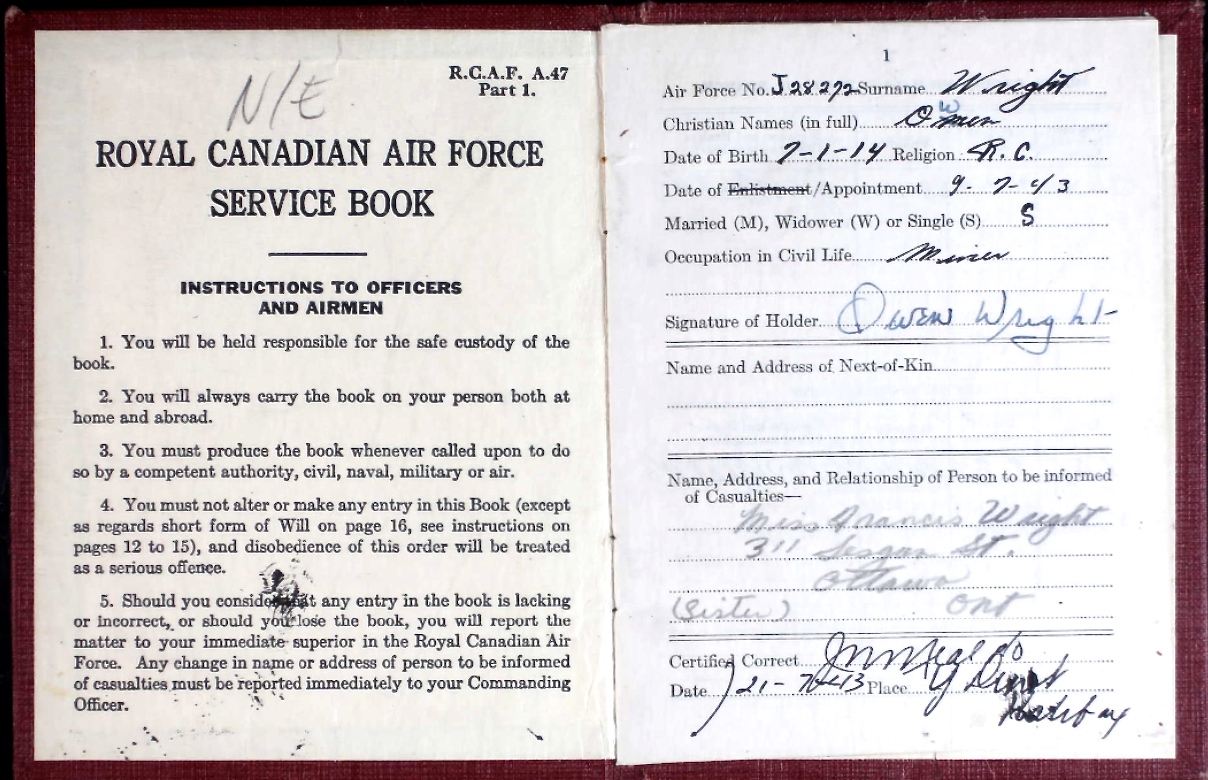 N/E
R.C.A.F. A.47
Part 1.
ROYAL CANADIAN AIR FORCE
SERVICE BOOK
INSTRUCTIONS TO OFFICERS
AND AIRMEN
1. You will be held responsible for the safe custody of the
book.
2. You will always carry the book on your person both at
home and abroad.
3. You must produce the book whenever called upon to do
so by a competent authority, civil, naval, military or air.
4. You must not alter or make any entry in this Book (except
as regards short form of Will on page 16, see instructions on
pages 12 to 15), and disobedience of this order will be treated
as a serious offence.
5. Should you consider that any entry in the book is lacking
or incorrect, or should you lose the book, you will report the
matter to your immediate superior in the Royal Canadian Air
Force. Any change in name or address of person to be informed
of casualties must be reported immediately to your Commanding
Officer.
1
Air Force No. J28272 Surname Wright
Christian Names (in full) Owen
Date of Birth 7-1-14 Religion R.C.
Date of Enlistment/Appointment 9-7-43
Married (M), Widower (W) or Single (S) S
Occupation in Civil Life Miner
Signature of Holder Owen Wright
Name and Address of Next-of-Kin
Name, Address, and Relationship of Person to be informed
of Casualties—
Miss Francis Wright
311 St.
Ottawa
(Sister) Ont
Certified Correct
Date 21-7-43 Place